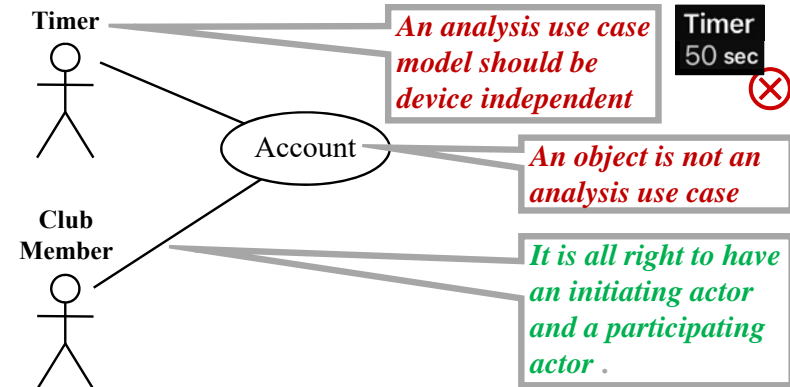 Timer
An analysis use case
model should be
device independent
Timer
50 sec
Account
An object is not an
analysis use case
Club
Member
It is all right to have
an initiating actor
and a participating
actor .